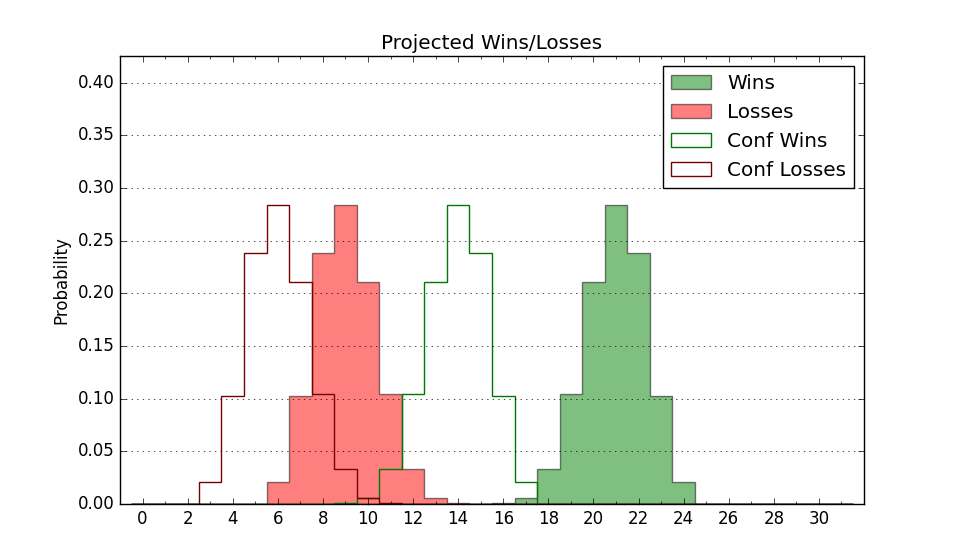 Projected Wins/Losses
Wins
Losses
Conf Wins
Conf Losses
Probability
0.40
0.35
0.30
0.25
0.20
0.15
0.10
0.05
0.00
0 2 4 6 8 10 12 14 16 18 20 22 24 26 28 30